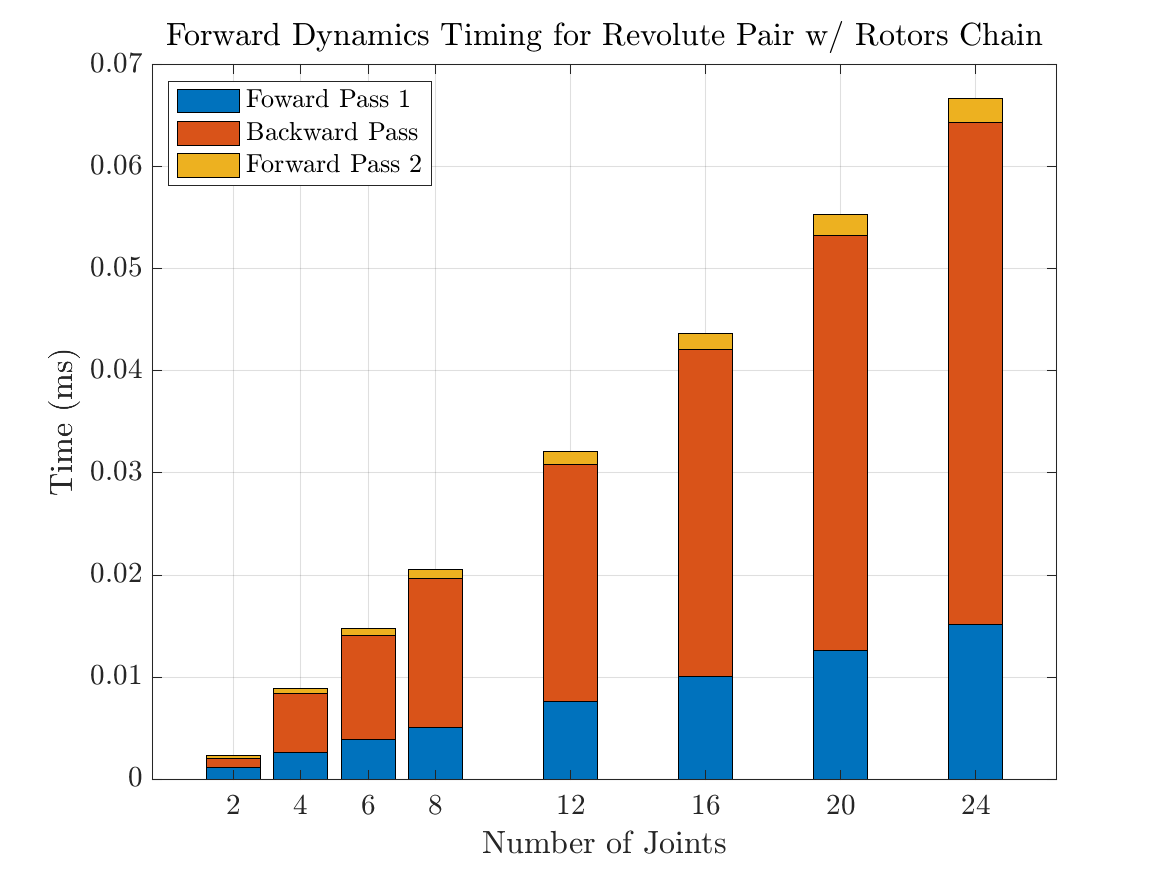 Forward Dynamics Timing for Revolute Pair w/ Rotors Chain
0.07
0.06
0.05
0.04
0.03
0.02
0.01
0
Time (ms)
Foward Pass 1
Backward Pass
Forward Pass 2
2 4 6 8 12 16 20 24
Number of Joints